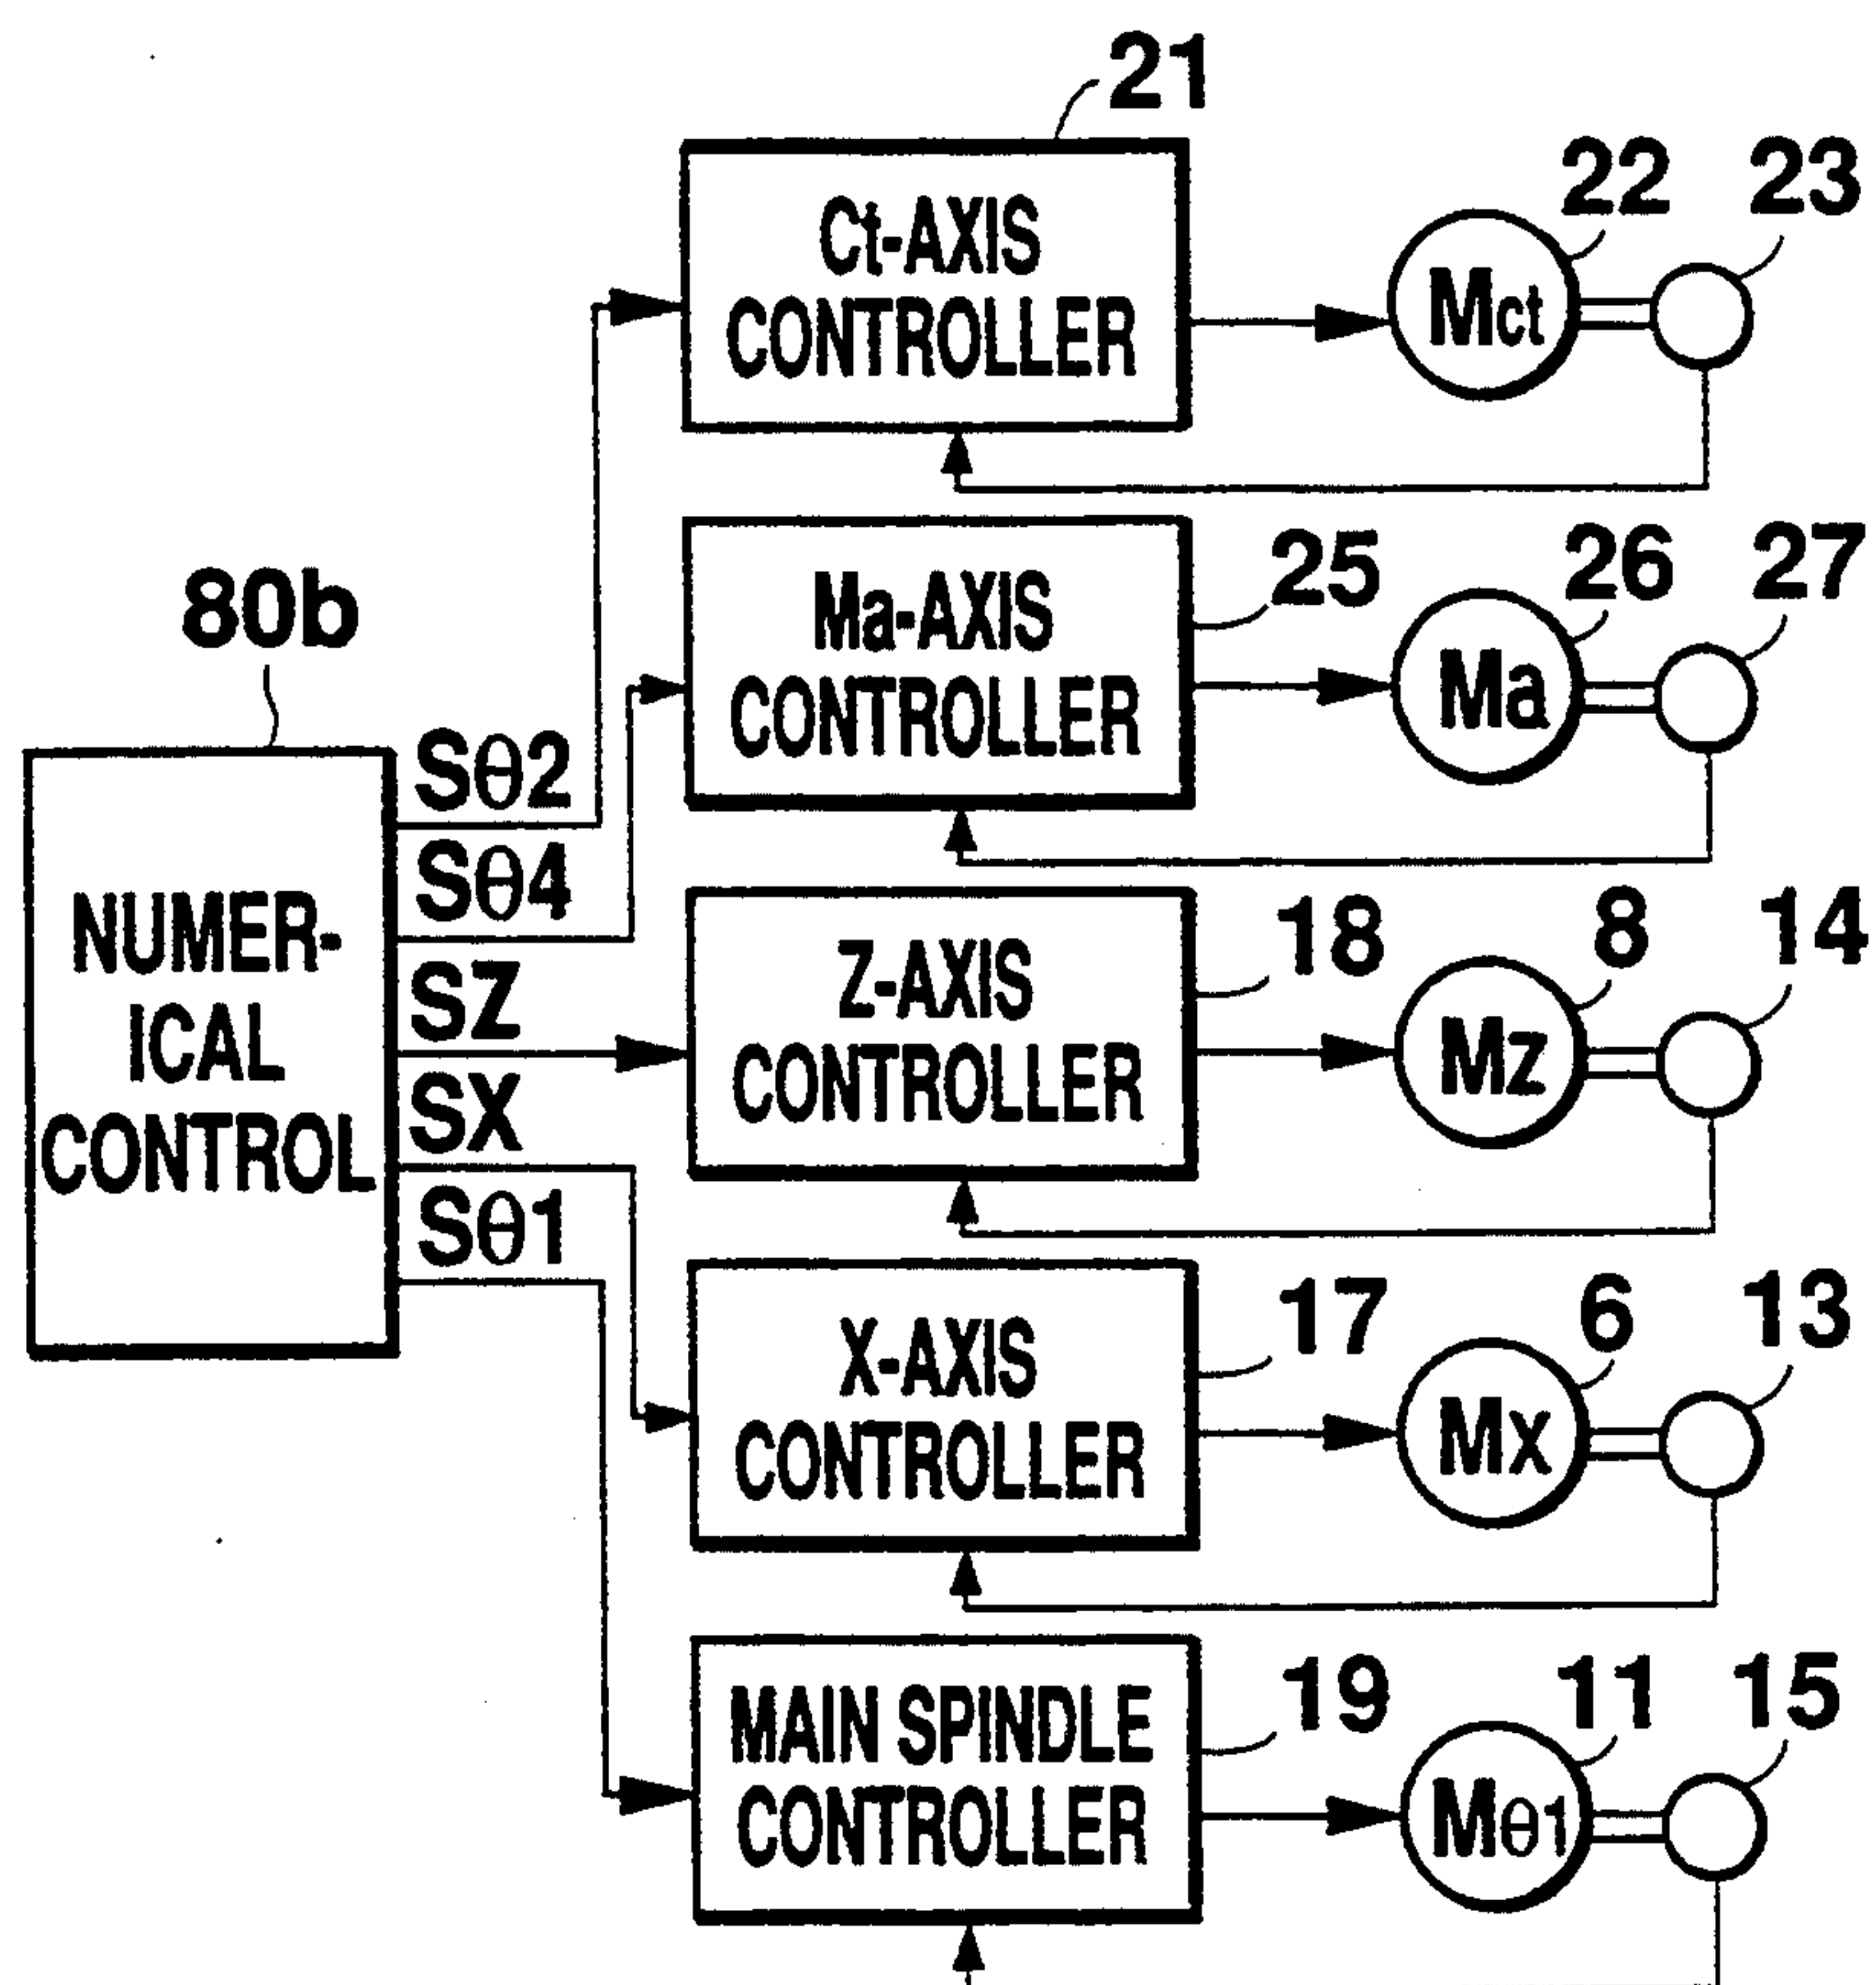 21
Ct-AXIS
CONTROLLER
22
23
Mct
80b
Ma-AXIS
CONTROLLER
25
26
27
Ma
NUMER-
ICAL
CONTROL
Sθ2
Sθ4
SZ
SX
Sθ1
Z-AXIS
CONTROLLER
18
8
14
Mz
X-AXIS
CONTROLLER
17
6
13
Mx
MAIN SPINDLE
CONTROLLER
19
11
15
Mθ1